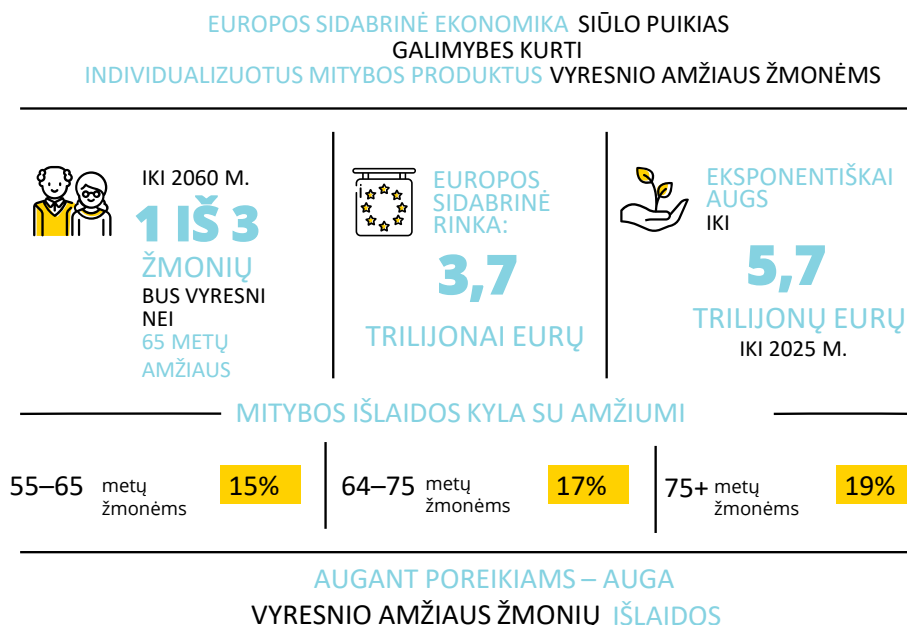 EUROPOS SIDABRINĖ EKONOMIKA SIŪLO PUIKIAS
GALIMYBES KURTI
INDIVIDUALIZUOTUS MITYBOS PRODUKTUS VYRESNIO AMŽIAUS ŽMONĖMS
IKI 2060 M.
1 IŠ 3
ŽMONIŲ
BUS VYRESNI
NEI
65 METŲ
AMŽIAUS
EUROPOS
SIDABRINĖ
RINKA:
3,7
TRILIJONAI EURŲ
EKSPONENTIŠKAI
AUGS
IKI
5,7
TRILIJONŲ EURŲ
IKI 2025 M.
MITYBOS IŠLAIDOS KYLA SU AMŽIUMI
55–65 metų žmonėms 15%
64–75 metų žmonėms 17%
75+ metų žmonėms 19%
AUGANT POREIKIAMS – AUGA
VYRESNIO AMŽIAUS ŽMONIŲ IŠLAIDOS